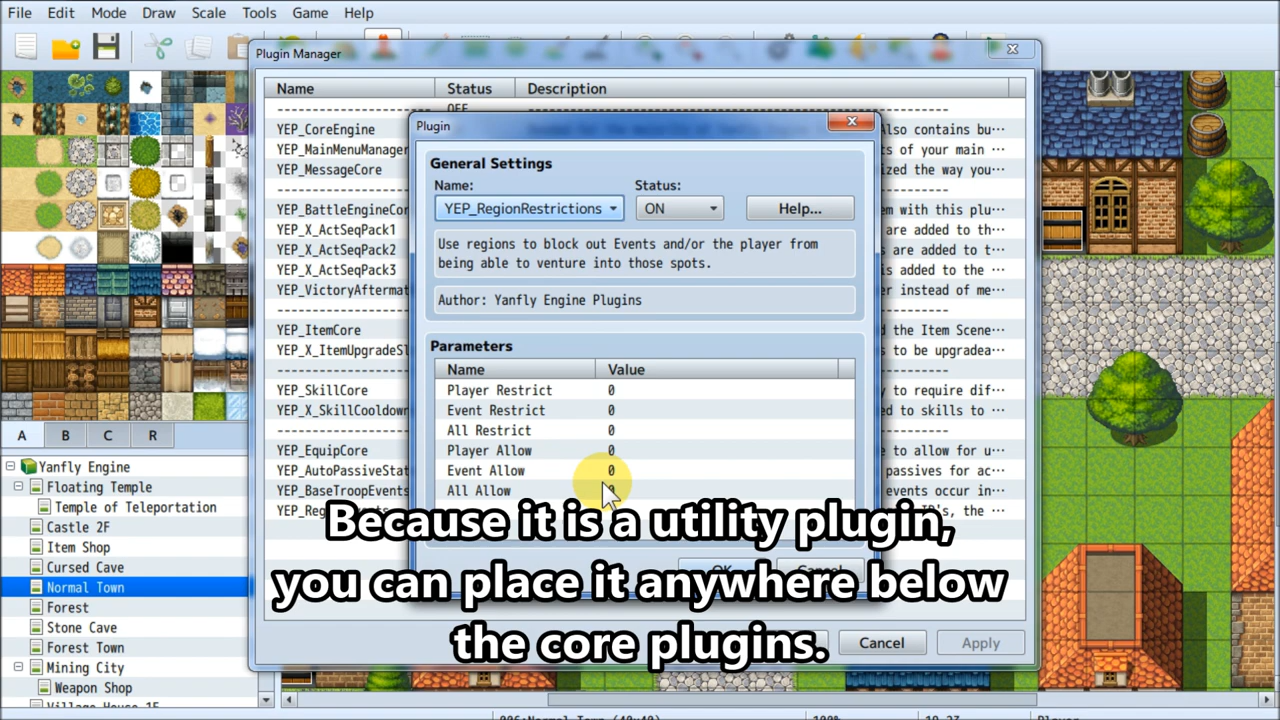 File Edit Mode Draw Scale Tools Game Help
Plugin Manager
Name Status Description
------------------- OFF -------------------
YEP_CoreEngine
Also contains bu···
YEP_MainMenuManager
s of your main ···
YEP_MessageCore
ized the way you···
YEP_BattleEngineCor
em with this plu···
YEP_X_ActSeqPack1
are added to th···
YEP_X_ActSeqPack2
are added to t···
YEP_X_ActSeqPack3
is added to the ···
YEP_VictoryAftermat
er instead of me···
YEP_ItemCore
d the Item Scene···
YEP_X_ItemUpgradeSl
s to be upgradea···
YEP_SkillCore
y to require dif···
YEP_X_SkillCooldown
ed to skills to ···
YEP_EquipCore
to allow for u···
YEP_AutoPassiveStat
passives for ac···
YEP_BaseTroopEvents
events occur in···
Plugin
General Settings
Name: Status:
YEP_RegionRestrictions ON Help...
Use regions to block out Events and/or the player from
being able to venture into those spots.
Author: Yanfly Engine Plugins
Parameters
Name Value
Player Restrict 0
Event Restrict 0
All Restrict 0
Player Allow 0
Event Allow 0
All Allow
Because it is a utility plugin,
you can place it anywhere below
the core plugins.
Cancel Apply
A B C R
Yanfly Engine
Floating Temple
Temple of Teleportation
Castle 2F
Item Shop
Cursed Cave
Normal Town
Forest
Stone Cave
Forest Town
Mining City
Weapon Shop
Village House 15